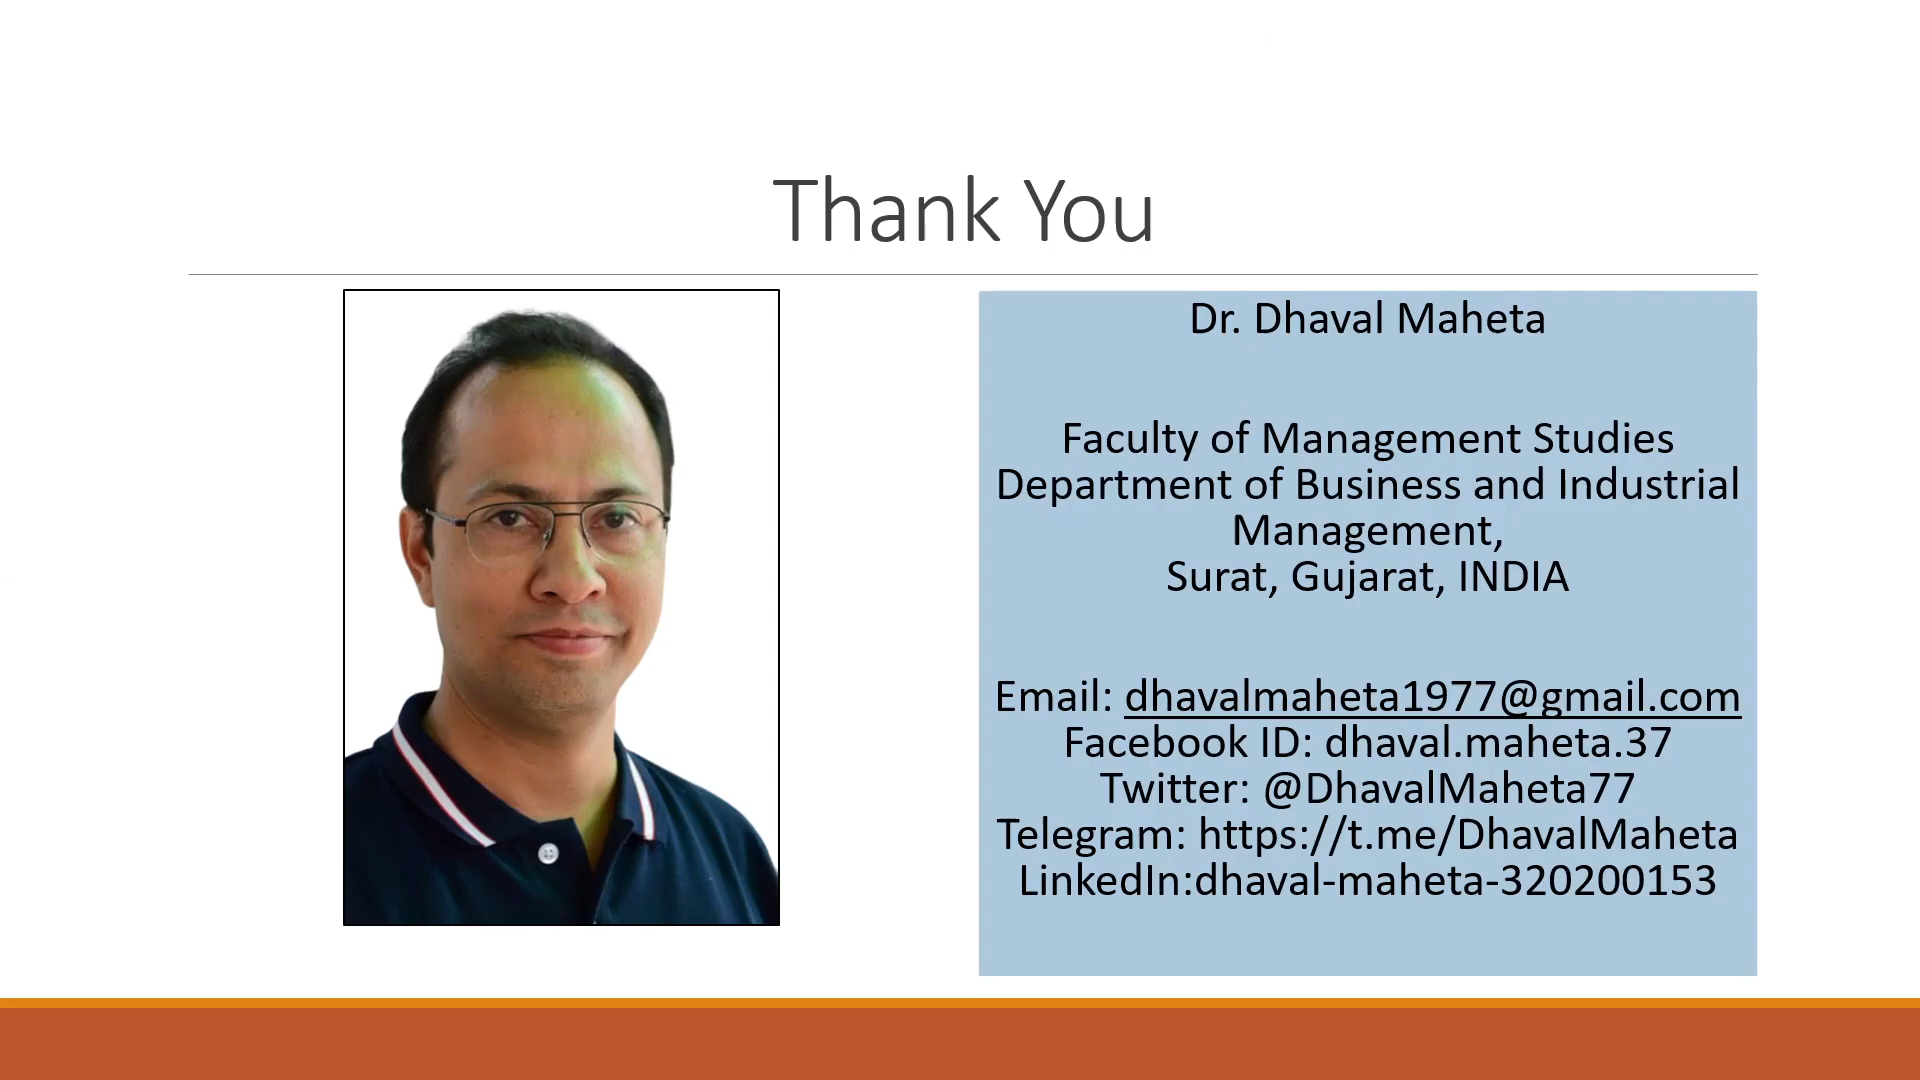 Thank You
Dr. Dhaval Maheta
Faculty of Management Studies
Department of Business and Industrial
Management,
Surat, Gujarat, INDIA
Email: dhavalmaheta1977@gmail.com
Facebook ID: dhaval.maheta.37
Twitter: @DhavalMaheta77
Telegram: https://t.me/DhavalMaheta
LinkedIn:dhaval-maheta-320200153